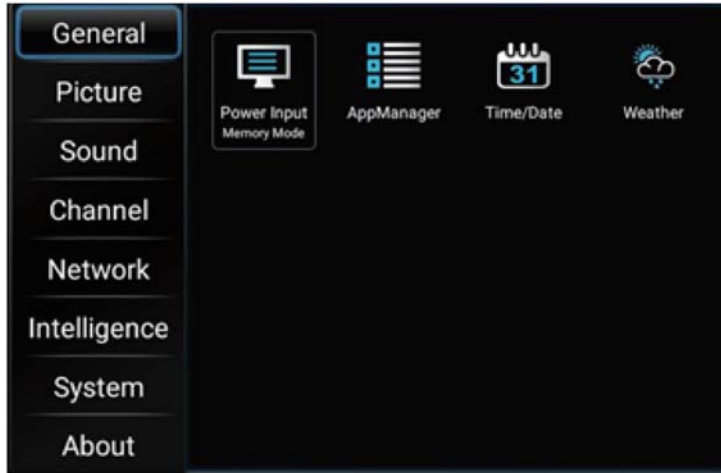 General
Picture
Sound
Channel
Network
Intelligence
System
About
31
Power Input
Memory Mode
AppManager
Time/Date
Weather